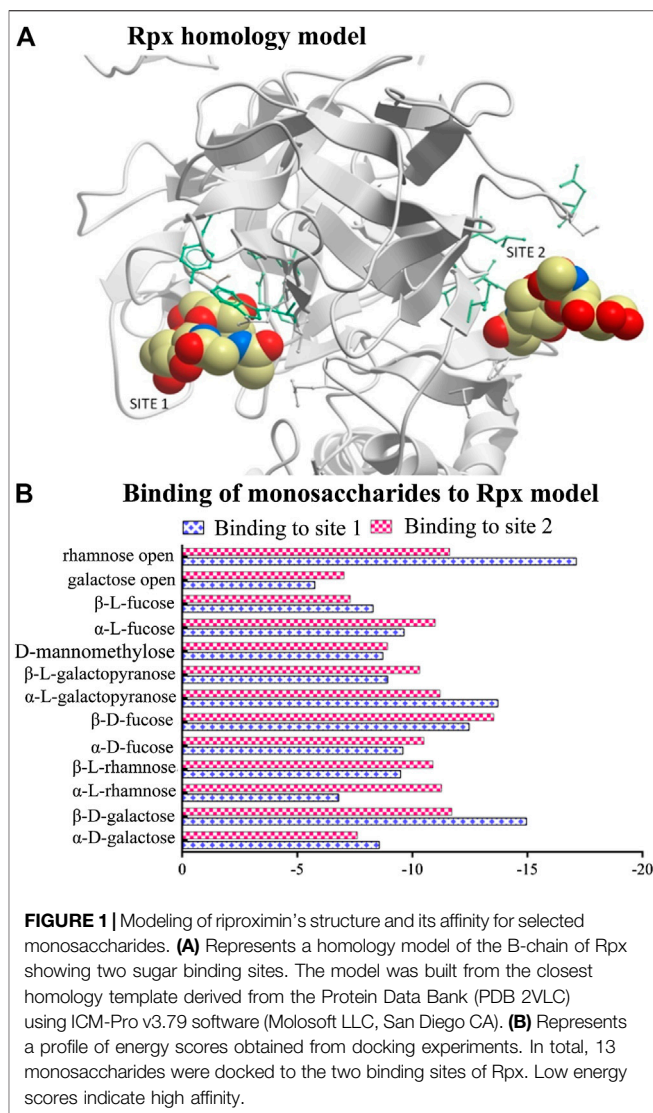 A Rpx homology model
SITE 2
SITE 1
B Binding of monosaccharides to Rpx model
Binding to site 1 Binding to site 2
rhamnose open
galactose open
β-L-fucose
α-L-fucose
D-mannomethylose
β-L-galactopyranose
α-L-galactopyranose
β-D-fucose
α-D-fucose
β-L-rhamnose
α-L-rhamnose
β-D-galactose
α-D-galactose
0 -5 -10 -15 -20
FIGURE 1 | Modeling of riproximin's structure and its affinity for selected
monosaccharides. (A) Represents a homology model of the B-chain of Rpx
showing two sugar binding sites. The model was built from the closest
homology template derived from the Protein Data Bank (PDB 2VLC)
using ICM-Pro v3.79 software (Molosoft LLC, San Diego CA). (B) Represents
a profile of energy scores obtained from docking experiments. In total, 13
monosaccharides were docked to the two binding sites of Rpx. Low energy
scores indicate high affinity.